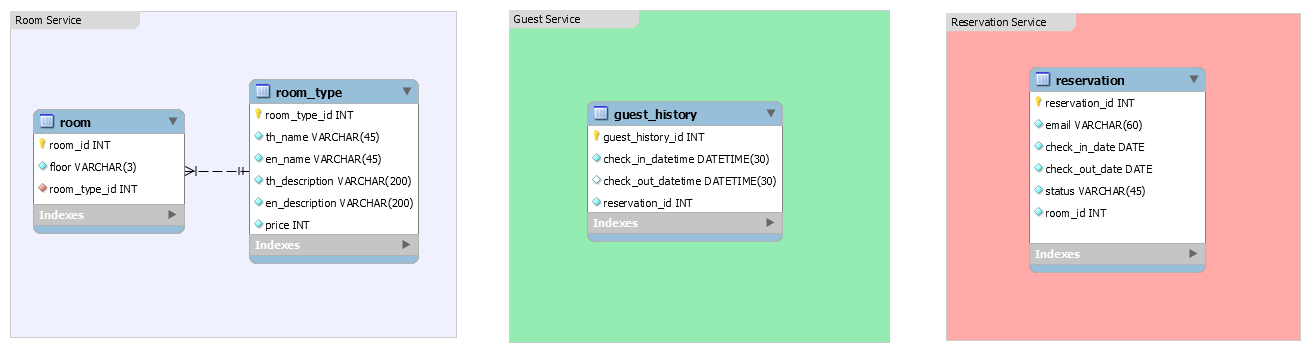 Room Service
room
room_id INT
floor VARCHAR(3)
room_type_id INT
Indexes
room_type
room_type_id INT
th_name VARCHAR(45)
en_name VARCHAR(45)
th_description VARCHAR(200)
en_description VARCHAR(200)
price INT
Indexes
Guest Service
guest_history
guest_history_id INT
check_in_datetime DATETIME(30)
check_out_datetime DATETIME(30)
reservation_id INT
Indexes
Reservation Service
reservation
reservation_id INT
email VARCHAR(60)
check_in_date DATE
check_out_date DATE
status VARCHAR(45)
room_id INT
Indexes